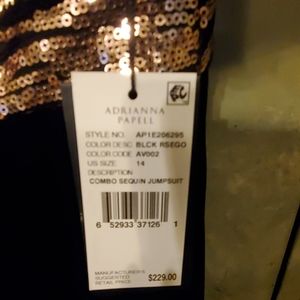 ADRIANNA
PAPELL
STYLE NO. AP1E206295
COLOR DESC BLCK RSEGO
COLOR CODE AV002
US SIZE 14
DESCRIPTION
COMBO SEQUIN JUMPSUIT
6 52933 37126 1
MANUFACTURER'S
SUGGESTED
RETAIL PRICE $229.00